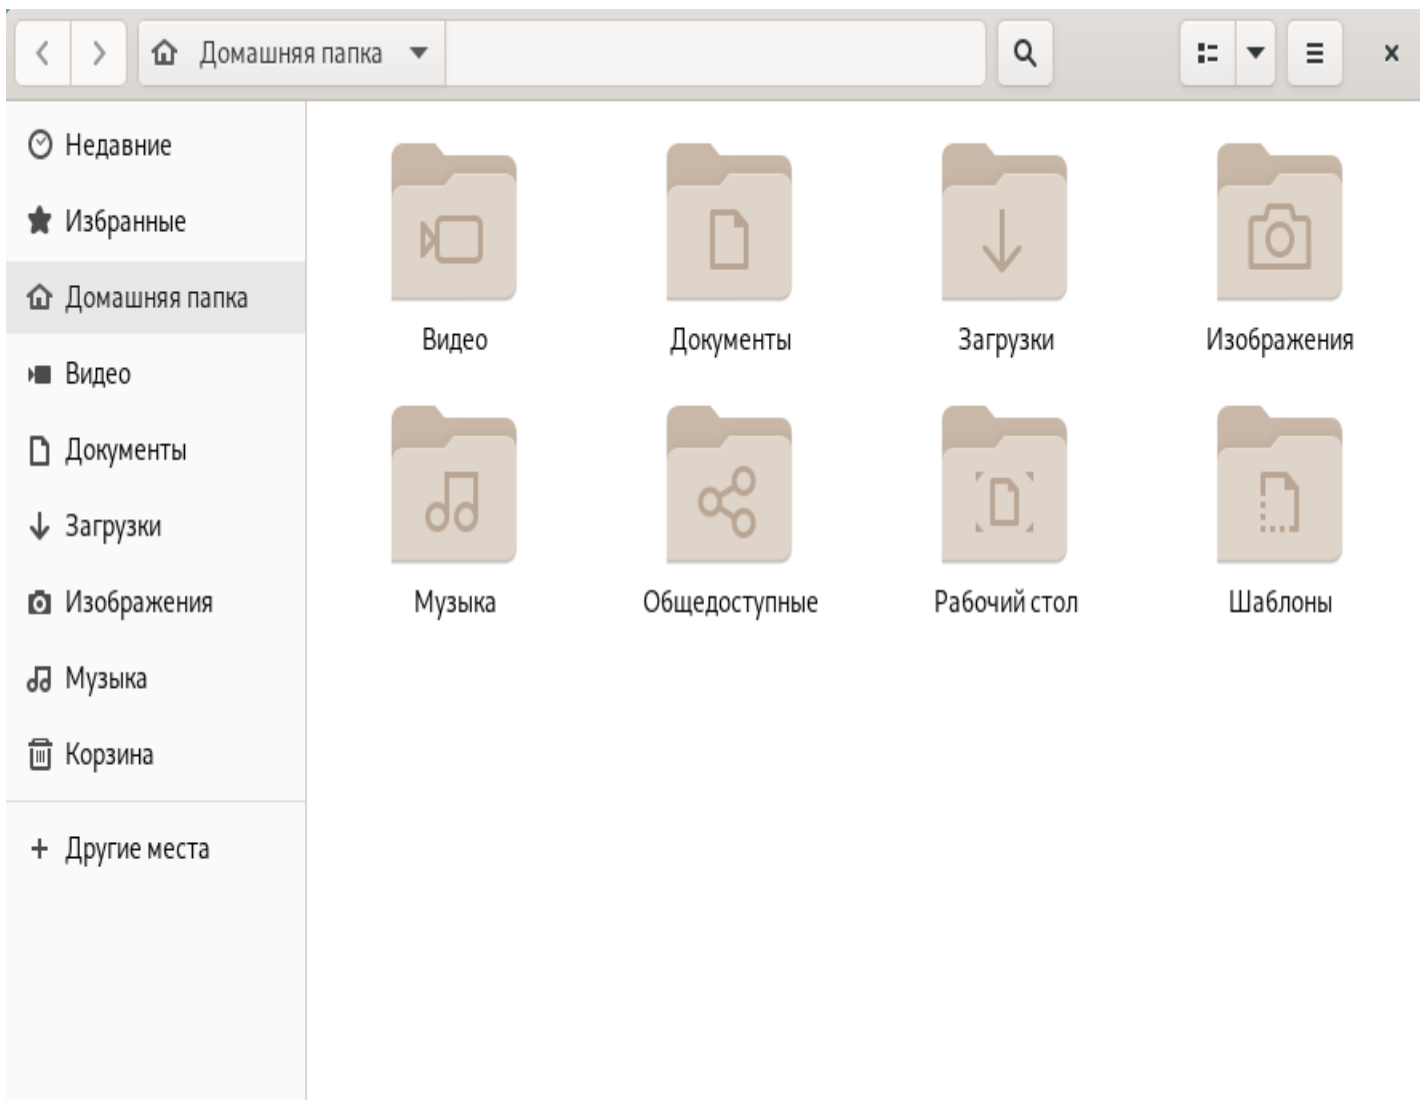 Домашняя папка
Недавние
Избранные
Домашняя папка
Видео
Документы
Загрузки
Изображения
Музыка
Корзина
Другие места
Видео Документы Загрузки Изображения
Музыка Общедоступные Рабочий стол Шаблоны